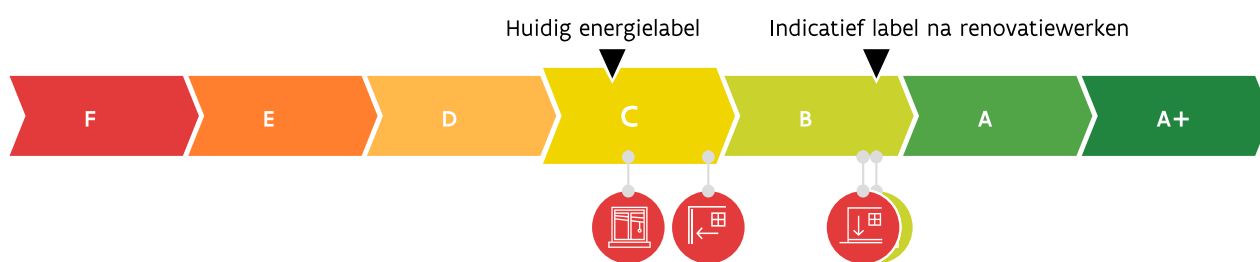 Huidig energielabel Indicatief label na renovatiewerken
F E D C B A A+